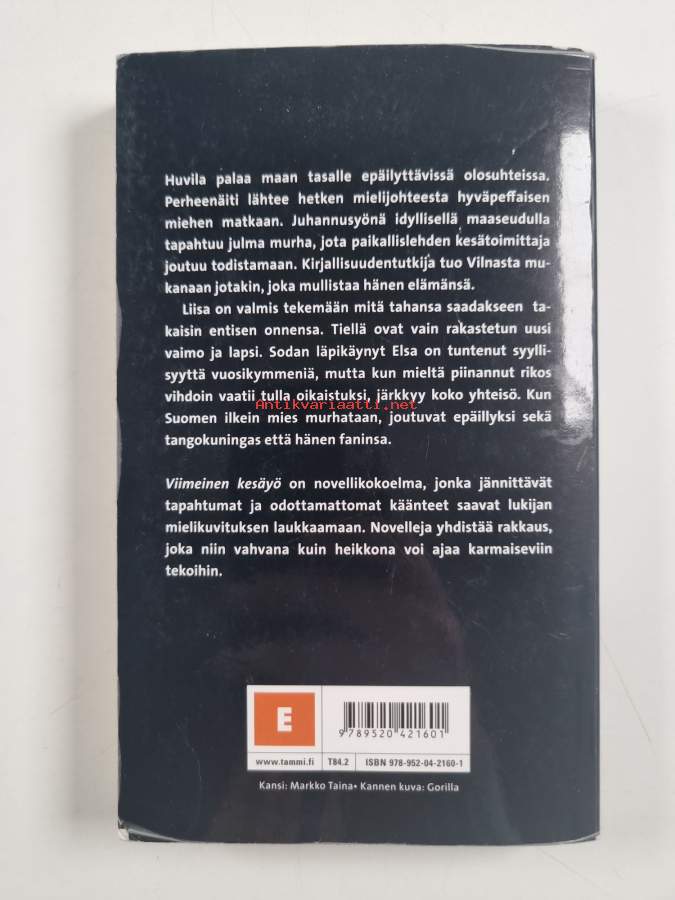 Huvila palaa maan tasalle epäilyttävissä olosuhteissa.
Perheenäiti lähtee hetken mielijohteesta hyväpeffaisen
miehen matkaan. Juhannusyönä idyllisellä maaseudulla
tapahtuu julma murha, jota paikallislehden kesätoimittaja
joutuu todistamaan. Kirjallisuudentutkija tuo Vilnasta mu-
kanaan jotakin, joka mullistaa hänen elämänsä.
Liisa on valmis tekemään mitä tahansa saadakseen ta-
kaisin entisen onnensa. Tiellä ovat vain rakastetun uusi
vaimo ja lapsi. Sodan läpikäynyt Elsa on tuntenut syylli-
syyttä vuosikymmeniä, mutta kun mieltä piinannut rikos
vihdoin vaatii tulla oikaistuksi, järkkyy koko yhteisö. Kun
Antikvariaatti.net
Suomen ilkein mies murhataan, joutuvat epäillyksi sekä
tangokuningas että hänen faninsa.
Viimeinen kesäyö on novellikokoelma, jonka jännittävät
tapahtumat ja odottamattomat käänteet saavat lukijan
mielikuvituksen laukkaamaan. Novelleja yhdistää rakkaus,
joka niin vahvana kuin heikkona voi ajaa karmaiseviin
tekoihin.
E
9 789520 421601
www.tammi.fi T84.2 ISBN 978-952-04-2160-1
Kansi: Markko Taina• Kannen kuva: Gorilla